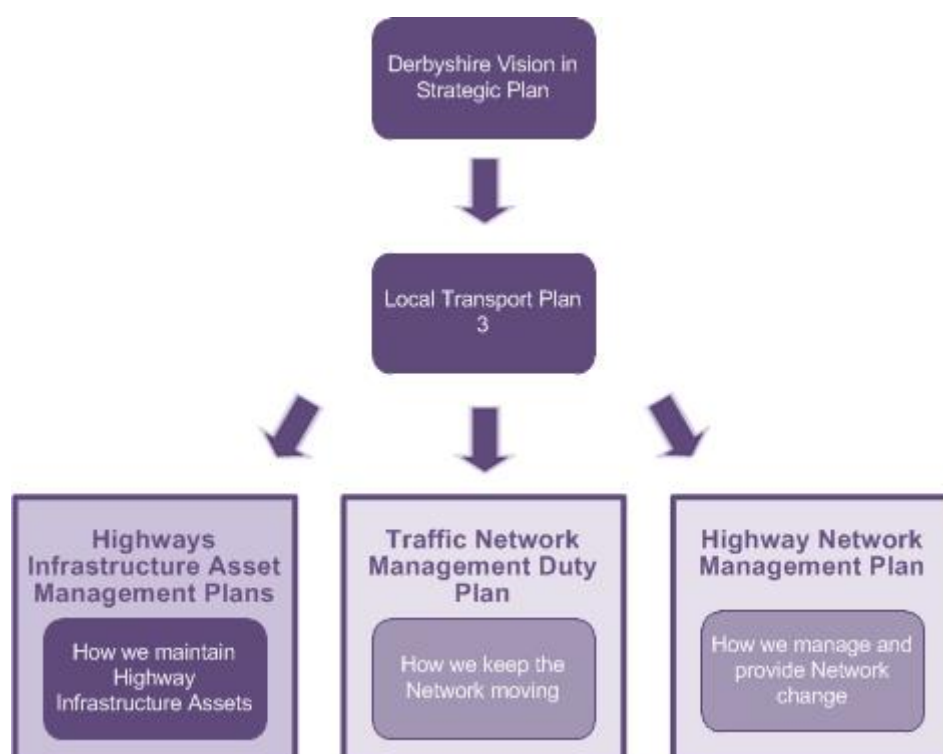 Derbyshire Vision in
Strategic Plan
Local Transport Plan
3
Highways
Infrastructure Asset
Management Plans
How we maintain
Highway
Infrastructure Assets
Traffic Network
Management Duty
Plan
How we keep the
Network moving
Highway Network
Management Plan
How we manage and
provide Network
change